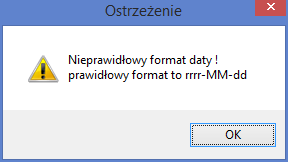 Ostrzeżenie
Nieprawidłowy format daty !
prawidłowy format to rrrr-MM-dd
OK